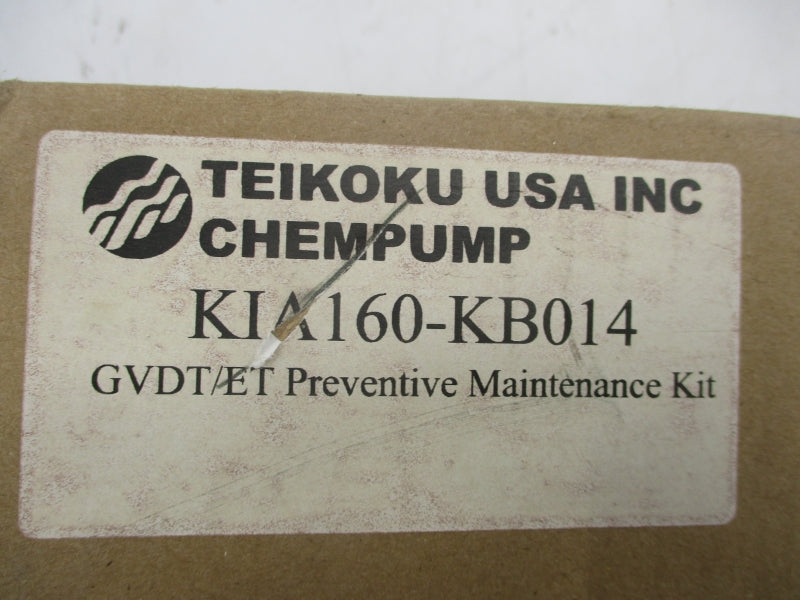 TEIKOKU USA INC
CHEMPUMP
KIA160-KB014
GVDT/ET Preventive Maintenance Kit